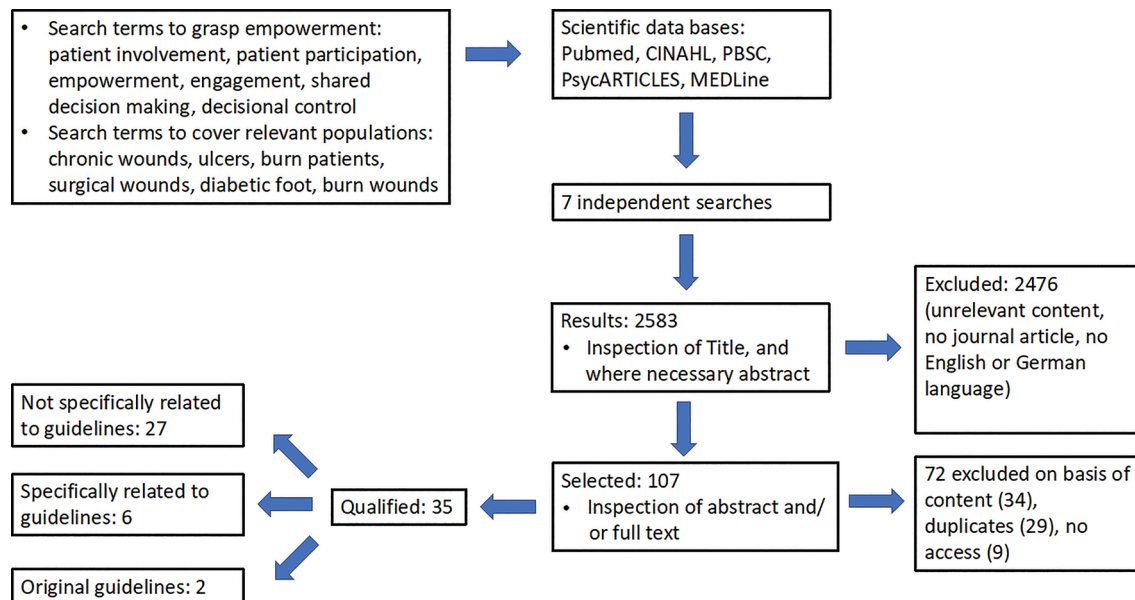 • Search terms to grasp empowerment:
patient involvement, patient participation,
empowerment, engagement, shared
decision making, decisional control
• Search terms to cover relevant populations:
chronic wounds, ulcers, burn patients,
surgical wounds, diabetic foot, burn wounds
Scientific data bases:
Pubmed, CINAHL, PBSC,
PsycARTICLES, MEDLine
7 independent searches
Results: 2583
• Inspection of Title, and
where necessary abstract
Excluded: 2476
(unrelevant content,
no journal article, no
English or German
language)
Selected: 107
• Inspection of abstract and/
or full text
72 excluded on basis of
content (34),
duplicates (29), no
access (9)
Qualified: 35
Not specifically related
to guidelines: 27
Specifically related to
guidelines: 6
Original guidelines: 2